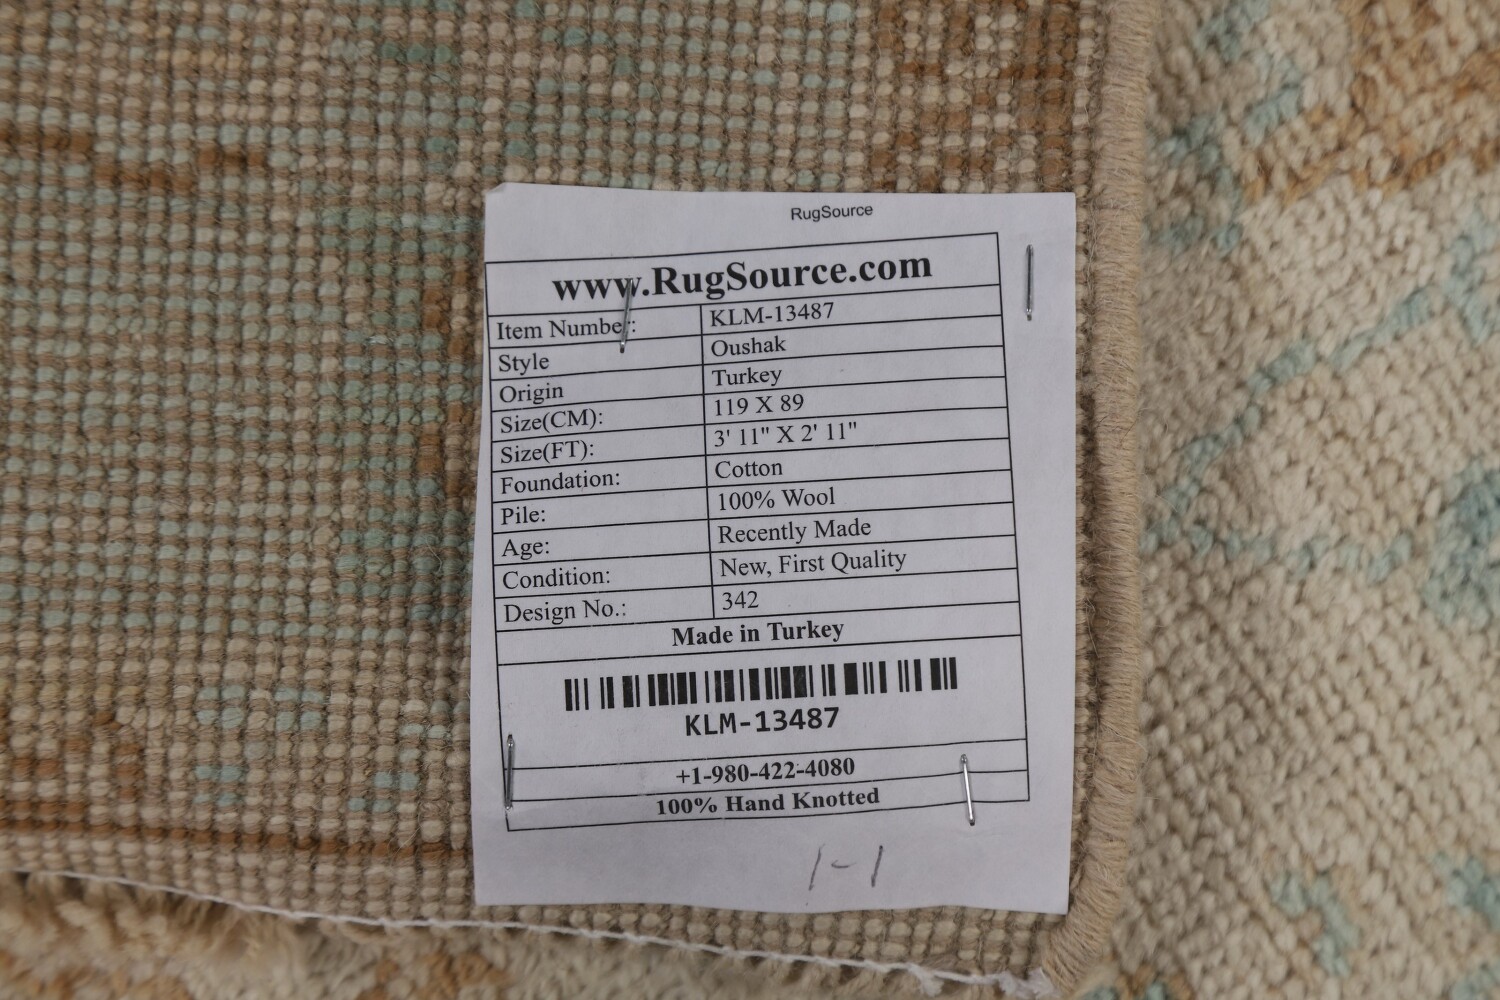 RugSource
www.RugSource.com
Item Number: KLM-13487
Style Oushak
Origin Turkey
Size(CM): 119 X 89
Size(FT): 3' 11" X 2' 11"
Foundation: Cotton
Pile: 100% Wool
Age: Recently Made
Condition: New, First Quality
Design No.: 342
Made in Turkey
KLM-13487
+1-980-422-4080
100% Hand Knotted
1-1